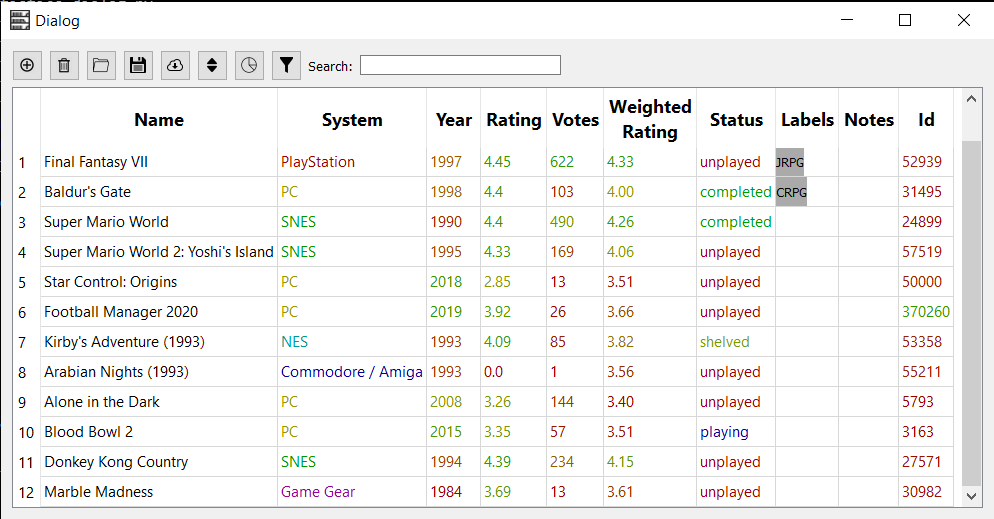 Dialog
Search:
Name System Year Rating Votes Weighted Rating Status Labels Notes Id
1 Final Fantasy VII PlayStation 1997 4.45 622 4.33 unplayed JRPG 52939
2 Baldur's Gate PC 1998 4.4 103 4.00 completed CRPG 31495
3 Super Mario World SNES 1990 4.4 490 4.26 completed 24899
4 Super Mario World 2: Yoshi's Island SNES 1995 4.33 169 4.06 unplayed 57519
5 Star Control: Origins PC 2018 2.85 13 3.51 unplayed 50000
6 Football Manager 2020 PC 2019 3.92 26 3.66 unplayed 370260
7 Kirby's Adventure (1993) NES 1993 4.09 85 3.82 shelved 53358
8 Arabian Nights (1993) Commodore / Amiga 1993 0.0 1 3.56 unplayed 55211
9 Alone in the Dark PC 2008 3.26 144 3.40 unplayed 5793
10 Blood Bowl 2 PC 2015 3.35 57 3.51 playing 3163
11 Donkey Kong Country SNES 1994 4.39 234 4.15 unplayed 27571
12 Marble Madness Game Gear 1984 3.69 13 3.61 unplayed 30982